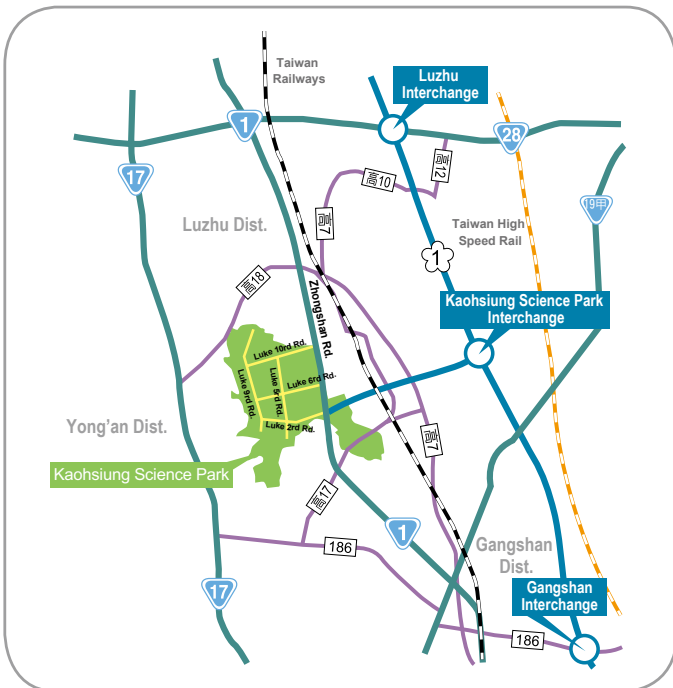 Taiwan
Railways
Luzhu
Interchange
1
28
17
高10
高12
19甲
高7
Luzhu Dist.
Taiwan High
Speed Rail
1
高18
Zhongshan Rd.
Kaohsiung Science Park
Interchange
Luke 10rd Rd.
Luke 9rd Rd.
Luke 5rd Rd.
Luke 6rd Rd.
Luke 2rd Rd.
Yong'an Dist.
高7
Kaohsiung Science Park
高17
1
186
Gangshan
Dist.
17
Gangshan
Interchange
186